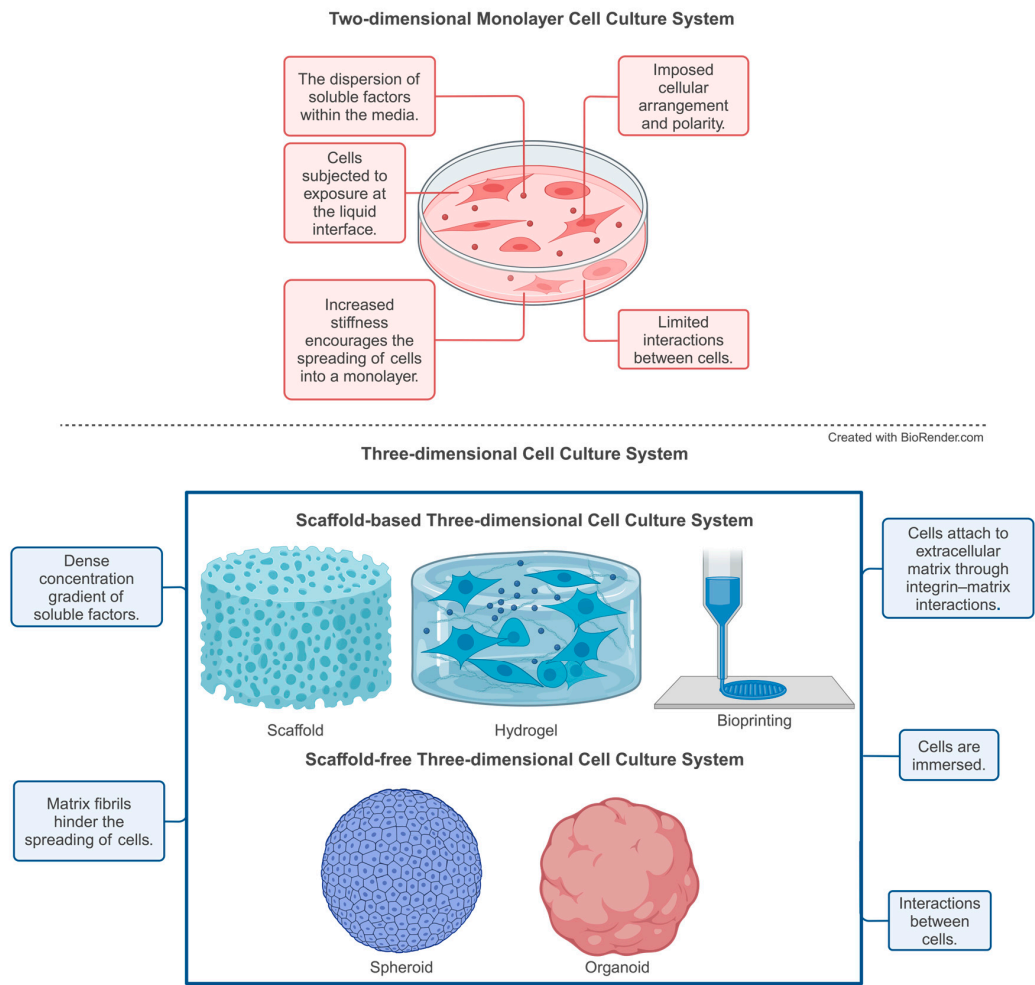 Two-dimensional Monolayer Cell Culture System
The dispersion of
soluble factors
within the media.
Imposed
cellular
arrangement
and polarity.
Cells
subjected to
exposure at
the liquid
interface.
Increased
stiffness
encourages the
spreading of cells
into a monolayer.
Limited
interactions
between cells.
Created with BioRender.com
Three-dimensional Cell Culture System
Scaffold-based Three-dimensional Cell Culture System
Dense
concentration
gradient of
soluble factors.
Cells attach to
extracellular
matrix through
integrin–matrix
interactions.
Scaffold
Hydrogel
Bioprinting
Scaffold-free Three-dimensional Cell Culture System
Cells are
immersed.
Matrix fibrils
hinder the
spreading of cells.
Interactions
between
cells.
Spheroid
Organoid